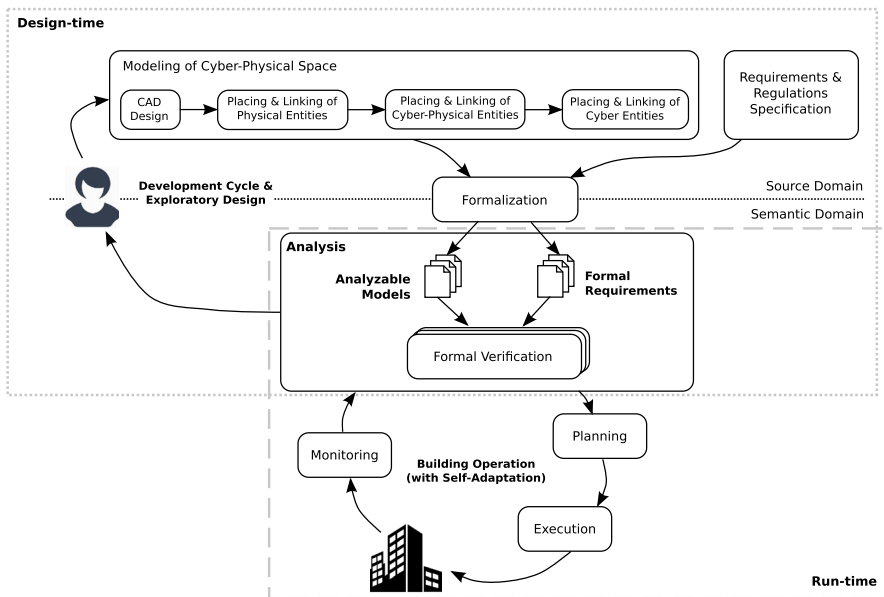 Design-time
Modeling of Cyber-Physical Space
CAD
Design
Placing & Linking of
Physical Entities
Placing & Linking of
Cyber-Physical Entities
Placing & Linking of
Cyber Entities
Requirements &
Regulations
Specification
Development Cycle &
Exploratory Design
Formalization
Source Domain
Semantic Domain
Analysis
Analyzable
Models
Formal
Requirements
Formal Verification
Monitoring
Building Operation
(with Self-Adaptation)
Planning
Execution
Run-time